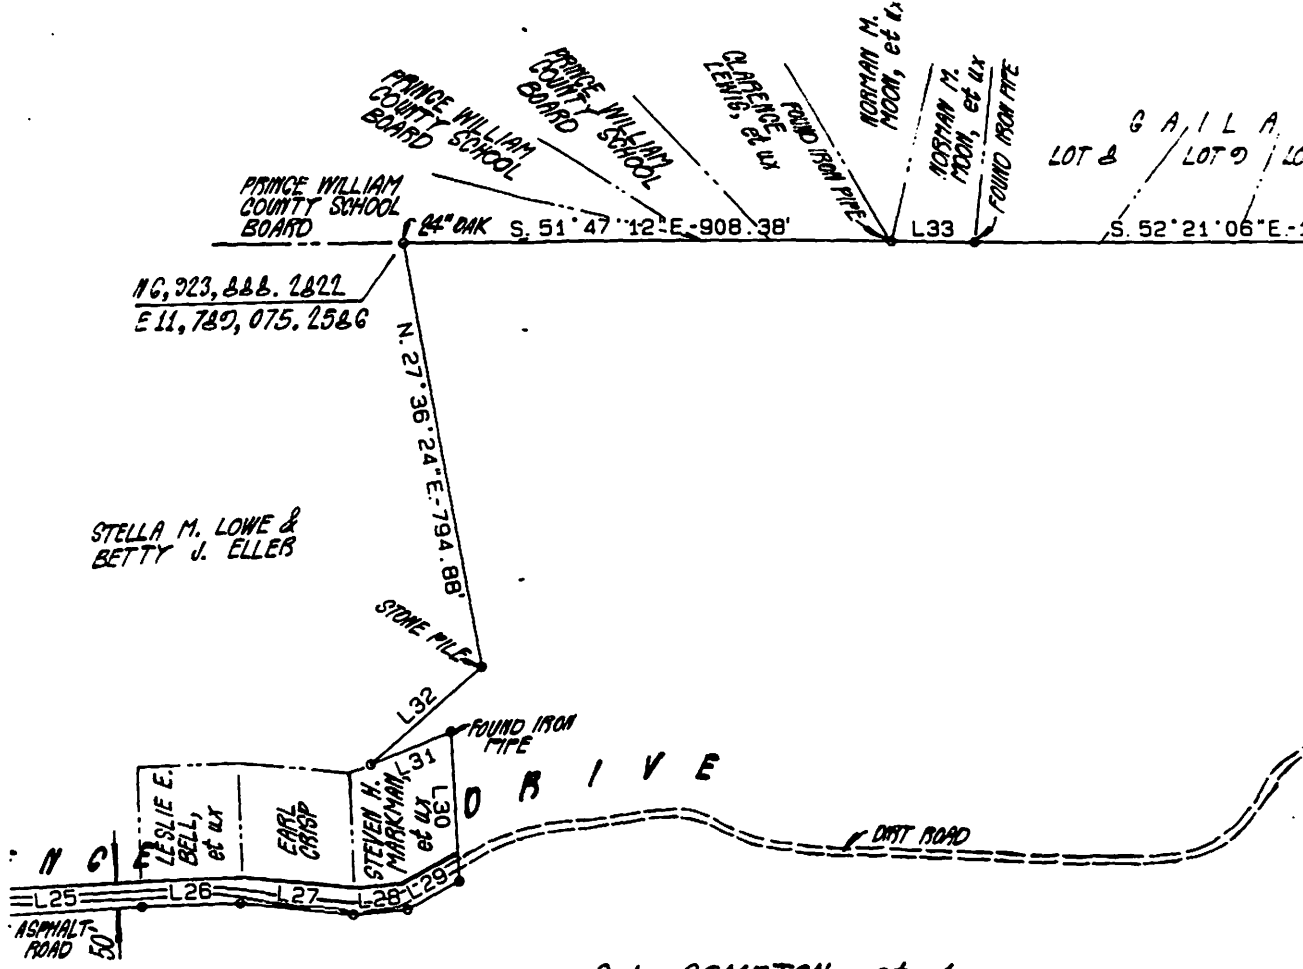 PRINCE WILLIAM
COUNTY SCHOOL
BOARD
PRINCE WILLIAM
COUNTY SCHOOL
BOARD
PRINCE WILLIAM
COUNTY SCHOOL
BOARD
CLARENCE
LEWIS, et ux
FOUND IRON PIPE
NORMAN M.
MOON, et ux
NORMAN M.
MOON, et ux
FOUND IRON PIPE
G A I L A
LOT 8
LOT 9
LO
24" OAK
S. 51° 47' 12" E.-908.38'
L33
S. 52° 21' 06" E.-1
N 6,923,888.2822
E 11,789,075.2586
N. 27° 36' 24" E.-794.88'
STELLA M. LOWE &
BETTY J. ELLER
STONE PILE
L32
FOUND IRON
PIPE
L31
L30
D R I V E
LESLIE E.
BELL,
et ux
EARL
CRISP
STEVEN H.
MARKMAN,
et ux
DIRT ROAD
N G E
L25
L26
L27
L28
L29
ASPHALT
ROAD
50'